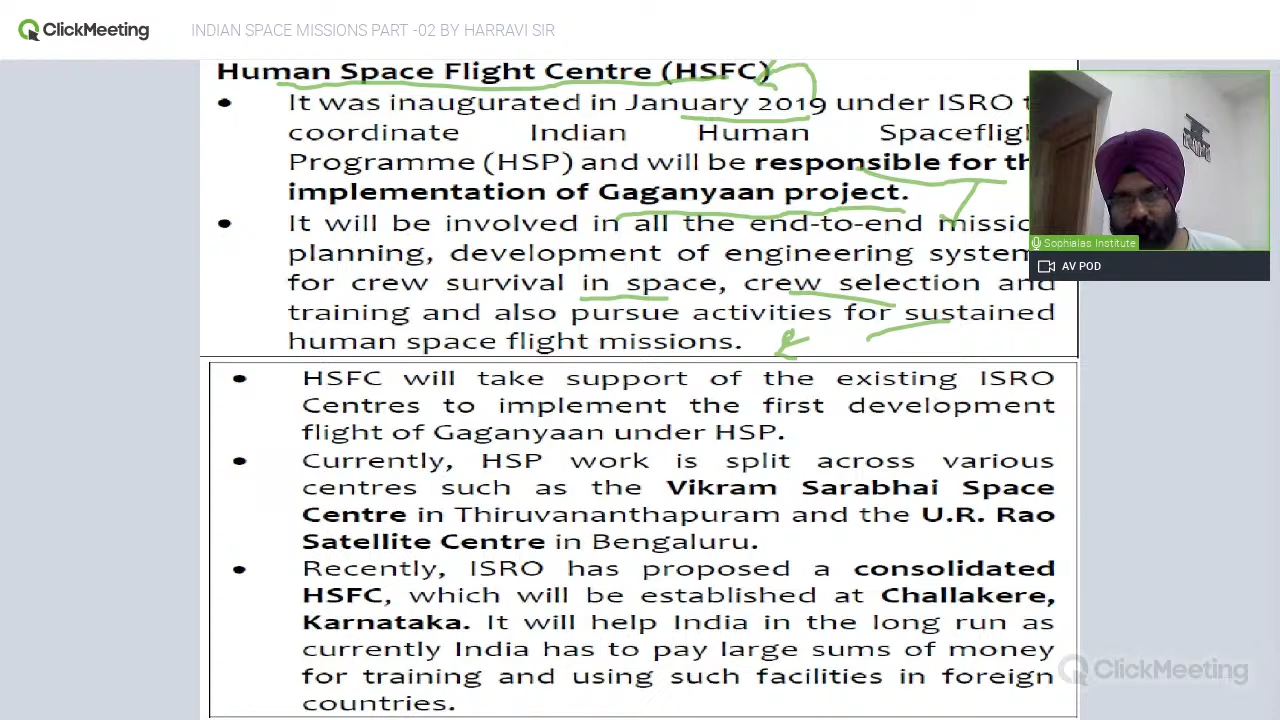 ClickMeeting
INDIAN SPACE MISSIONS PART -02 BY HARRAVI SIR
Human Space Flight Centre (HSFC)
• It was inaugurated in January 2019 under ISRO
coordinate Indian Human
Programme (HSP) and will be responsible for
implementation of Gaganyaan project.
• It will be involved in all the end-to-end
planning, development of engineering
for crew survival in space, crew selection and
training and also pursue activities for sustained
human space flight missions.
• HSFC will take support of the existing ISRO
Centres to implement the first development
flight of Gaganyaan under HSP.
• Currently, HSP work is split across various
centres such as the Vikram Sarabhai Space
Centre in Thiruvananthapuram and the U.R. Rao
Satellite Centre in Bengaluru.
• Recently, ISRO has proposed a consolidated
HSFC, which will be established at Challakere,
Karnataka. It will help India in the long run as
currently India has to pay large sums of money
for training and using such facilities in foreign
countries.
Sophialas Institute
AV POD
ClickMeeting